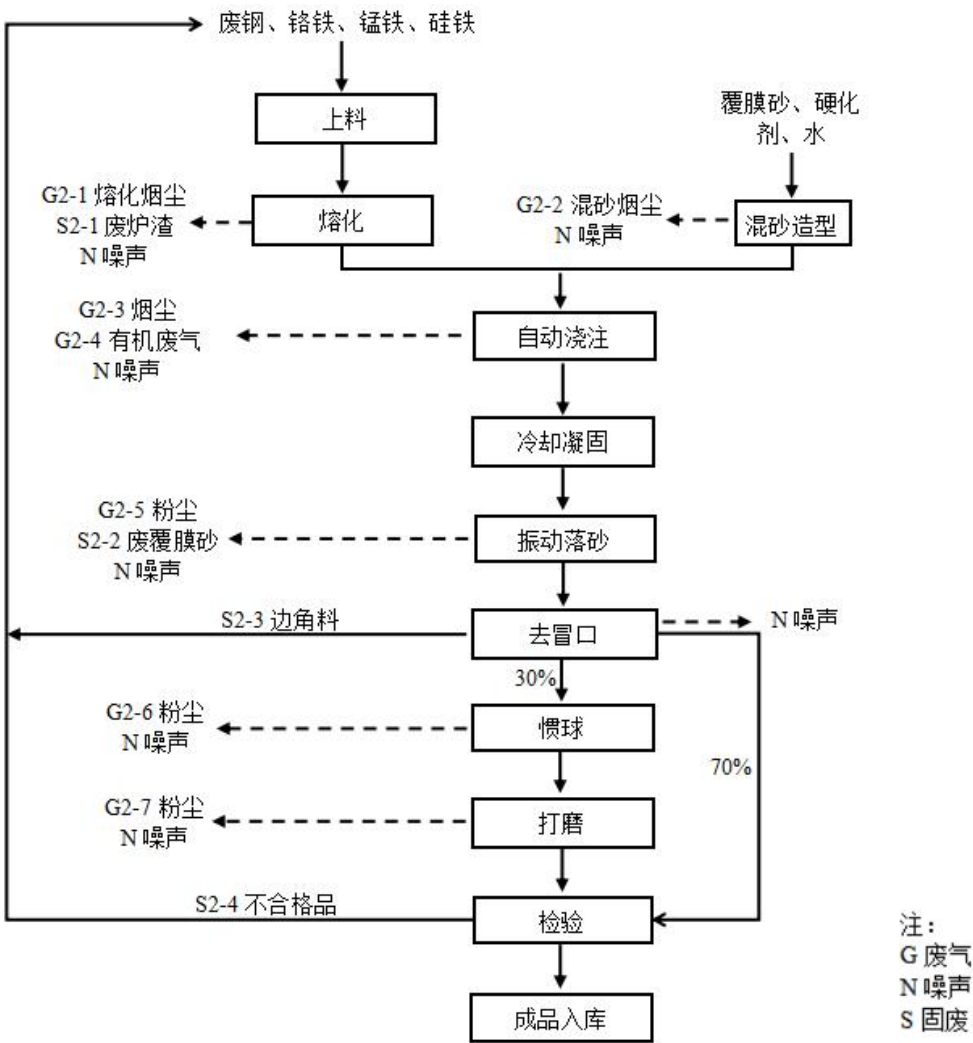 废钢、铬铁、锰铁、硅铁
上料
覆膜砂、硬化
剂、水
G2-1 熔化烟尘
S2-1 废炉渣
N 噪声
熔化
G2-2 混砂烟尘
N 噪声
混砂造型
G2-3 烟尘
G2-4 有机废气
N 噪声
自动浇注
冷却凝固
G2-5 粉尘
S2-2 废覆膜砂
N 噪声
振动落砂
S2-3 边角料
去冒口
N 噪声
30%
G2-6 粉尘
N 噪声
惯球
70%
G2-7 粉尘
N 噪声
打磨
S2-4 不合格品
检验
成品入库
注：
G 废气
N 噪声
S 固废